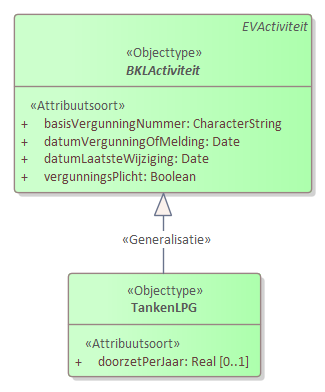 EVActiviteit
«Objecttype»
BKLActiviteit
«Attribuutsoort»
+ basisVergunningNummer: CharacterString
+ datumVergunningOfMelding: Date
+ datumLaatsteWijziging: Date
+ vergunningsPlicht: Boolean
«Generalisatie»
«Objecttype»
TankenLPG
«Attribuutsoort»
+ doorzetPerJaar: Real [0..1]